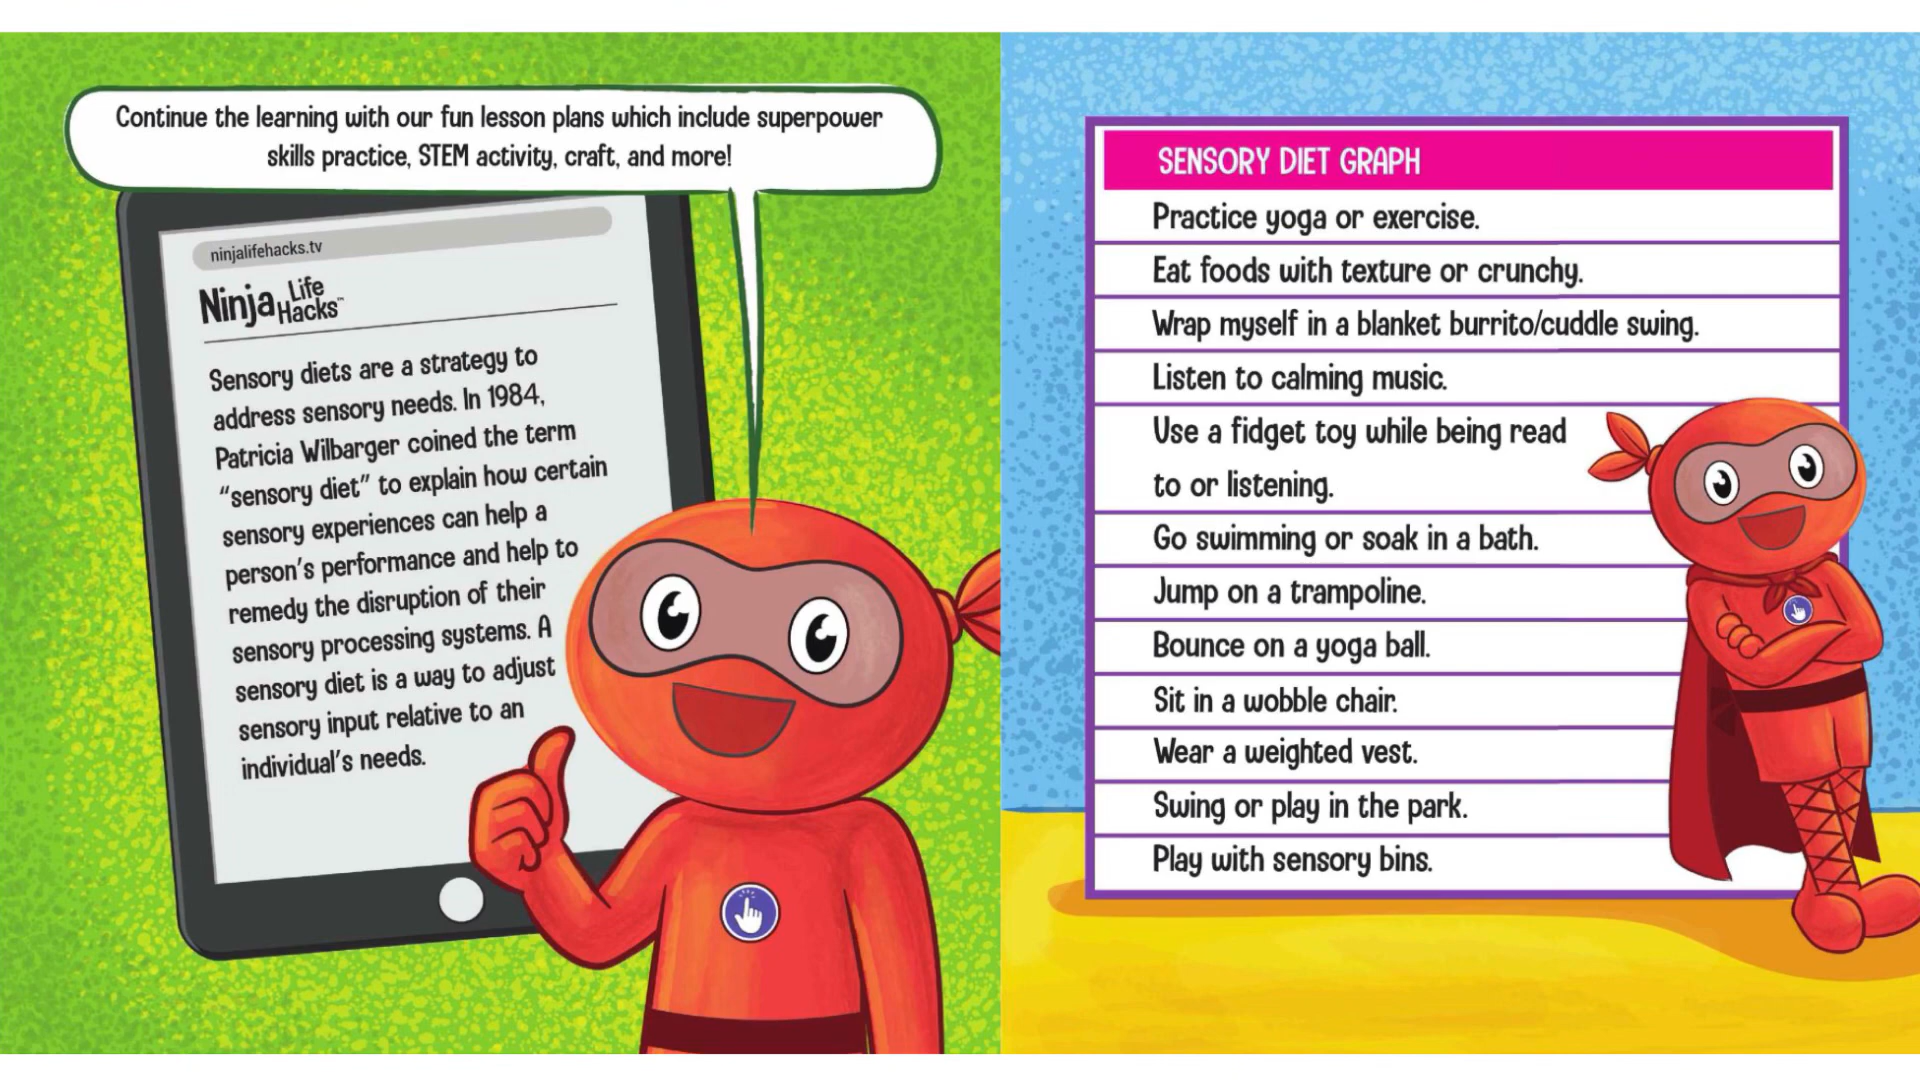 Continue the learning with our fun lesson plans which include superpower
skills practice, STEM activity, craft, and more!
ninjalifehacks.tv
Ninja Life Hacks™
Sensory diets are a strategy to
address sensory needs. In 1984,
Patricia Wilbarger coined the term
“sensory diet” to explain how certain
sensory experiences can help a
person’s performance and help to
remedy the disruption of their
sensory processing systems. A
sensory diet is a way to adjust
sensory input relative to an
individual’s needs.
SENSORY DIET GRAPH
Practice yoga or exercise.
Eat foods with texture or crunchy.
Wrap myself in a blanket burrito/cuddle swing.
Listen to calming music.
Use a fidget toy while being read
to or listening.
Go swimming or soak in a bath.
Jump on a trampoline.
Bounce on a yoga ball.
Sit in a wobble chair.
Wear a weighted vest.
Swing or play in the park.
Play with sensory bins.